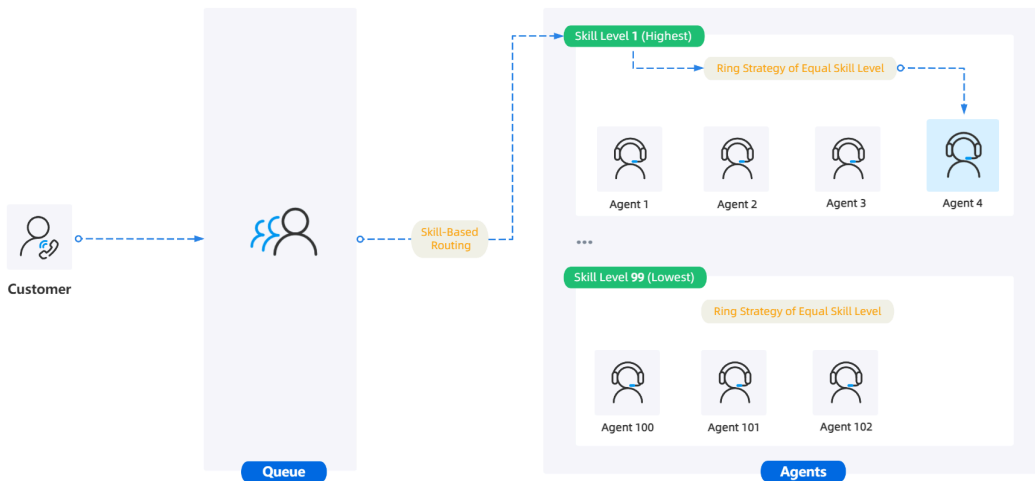 Customer
Queue
Skill-Based
Routing
Skill Level 1 (Highest)
Ring Strategy of Equal Skill Level
Agent 1
Agent 2
Agent 3
Agent 4
...
Skill Level 99 (Lowest)
Ring Strategy of Equal Skill Level
Agent 100
Agent 101
Agent 102
Agents